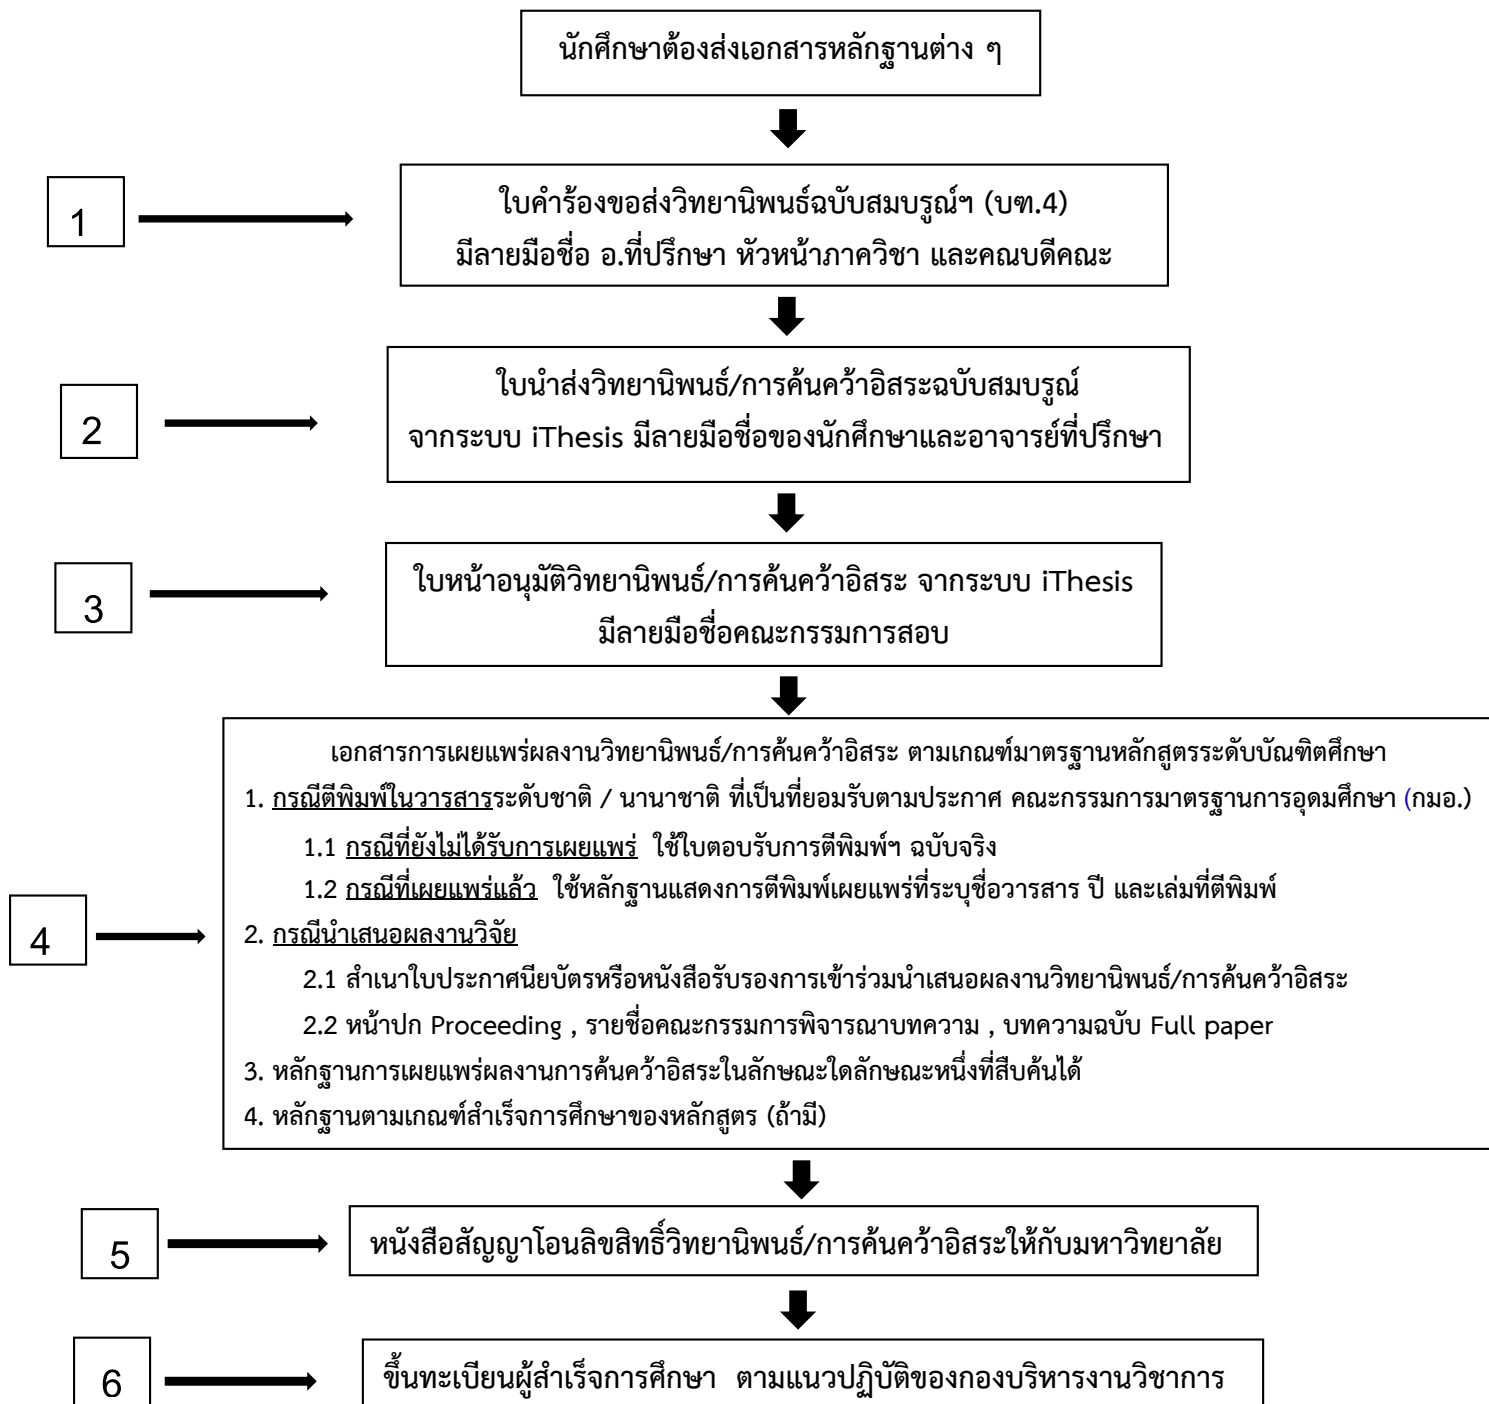 นักศึกษาต้องส่งเอกสารหลักฐานต่าง ๆ
1
ใบคำร้องขอส่งวิทยานิพนธ์ฉบับสมบรูณ์ฯ (บฑ.4)
มีลายมือชื่อ อ.ที่ปรึกษา หัวหน้าภาควิชา และคณบดีคณะ
2
ใบนำส่งวิทยานิพนธ์/การค้นคว้าอิสระฉบับสมบรูณ์
จากระบบ iThesis มีลายมือชื่อของนักศึกษาและอาจารย์ที่ปรึกษา
3
ใบหน้าอนุมัติวิทยานิพนธ์/การค้นคว้าอิสระ จากระบบ iThesis
มีลายมือชื่อคณะกรรมการสอบ
4
เอกสารการเผยแพร่ผลงานวิทยานิพนธ์/การค้นคว้าอิสระ ตามเกณฑ์มาตรฐานหลักสูตรระดับบัณฑิตศึกษา
1. กรณีตีพิมพ์ในวารสารระดับชาติ / นานาชาติ ที่เป็นที่ยอมรับตามประกาศ คณะกรรมการมาตรฐานการอุดมศึกษา (กมอ.)
1.1 กรณีที่ยังไม่ได้รับการเผยแพร่ ใช้ใบตอบรับการตีพิมพ์ฯ ฉบับจริง
1.2 กรณีที่เผยแพร่แล้ว ใช้หลักฐานแสดงการตีพิมพ์เผยแพร่ที่ระบุชื่อวารสาร ปี และเล่มที่ตีพิมพ์
2. กรณีนำเสนอผลงานวิจัย
2.1 สำเนาใบประกาศนียบัตรหรือหนังสือรับรองการเข้าร่วมนำเสนอผลงานวิทยานิพนธ์/การค้นคว้าอิสระ
2.2 หน้าปก Proceeding , รายชื่อคณะกรรมการพิจารณาบทความ , บทความฉบับ Full paper
3. หลักฐานการเผยแพร่ผลงานการค้นคว้าอิสระในลักษณะใดลักษณะหนึ่งที่สืบค้นได้
4. หลักฐานตามเกณฑ์สำเร็จการศึกษาของหลักสูตร (ถ้ามี)
5
หนังสือสัญญาโอนลิขสิทธิ์วิทยานิพนธ์/การค้นคว้าอิสระให้กับมหาวิทยาลัย
6
ขึ้นทะเบียนผู้สำเร็จการศึกษา ตามแนวปฏิบัติของกองบริหารงานวิชาการ